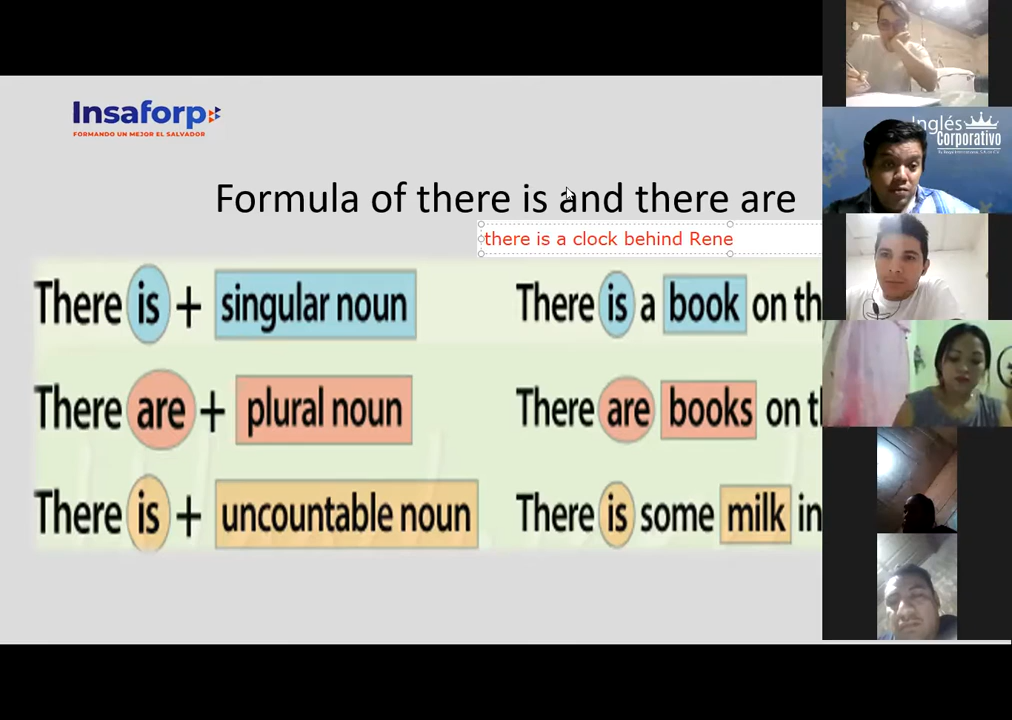 Insaforp
FORMANDO UN MEJOR EL SALVADOR
Formula of there is and there are
there is a clock behind Rene
There is + singular noun
There is a book on th
There are + plural noun
There are books on t
There is + uncountable noun
There is some milk in
Inglés
Corporativo